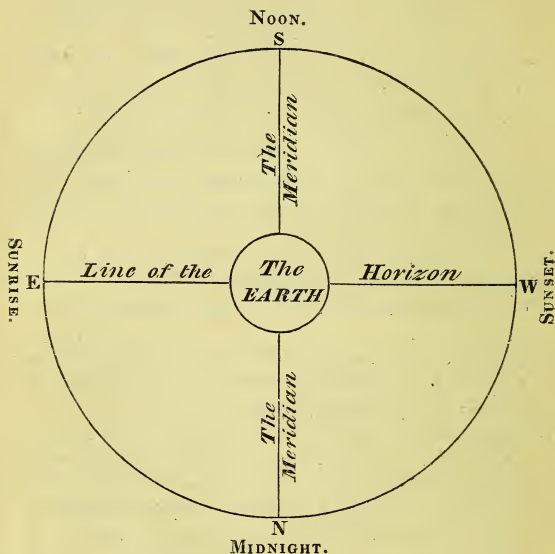 NOON.
S
The
Meridian
SUNRISE.
E
Line of the
The
EARTH
Horizon
W
SUNSET.
The
Meridian
N
MIDNIGHT.